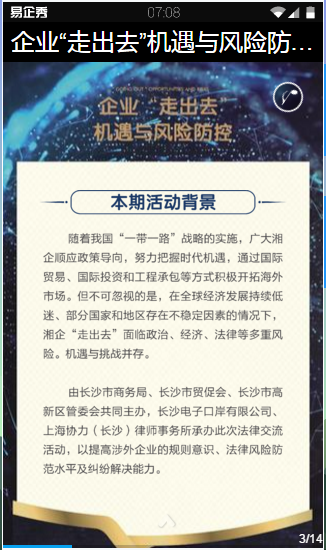 易企秀
07:08
企业“走出去”机遇与风险防...
企业“走出去”
机遇与风险防控
本期活动背景
随着我国“一带一路”战略的实施，广大湘
企顺应政策导向，努力把握时代机遇，通过国际
贸易、国际投资和工程承包等方式积极开拓海外
市场。但不可忽视的是，在全球经济发展持续低
迷、部分国家和地区存在不稳定因素的情况下，
湘企“走出去”面临政治、经济、法律等多重风
险。机遇与挑战并存。
由长沙市商务局、长沙市贸促会、长沙市高
新区管委会共同主办，长沙电子口岸有限公司、
上海协力（长沙）律师事务所承办此次法律交流
活动，以提高涉外企业的规则意识、法律风险防
范水平及纠纷解决能力。
3/14